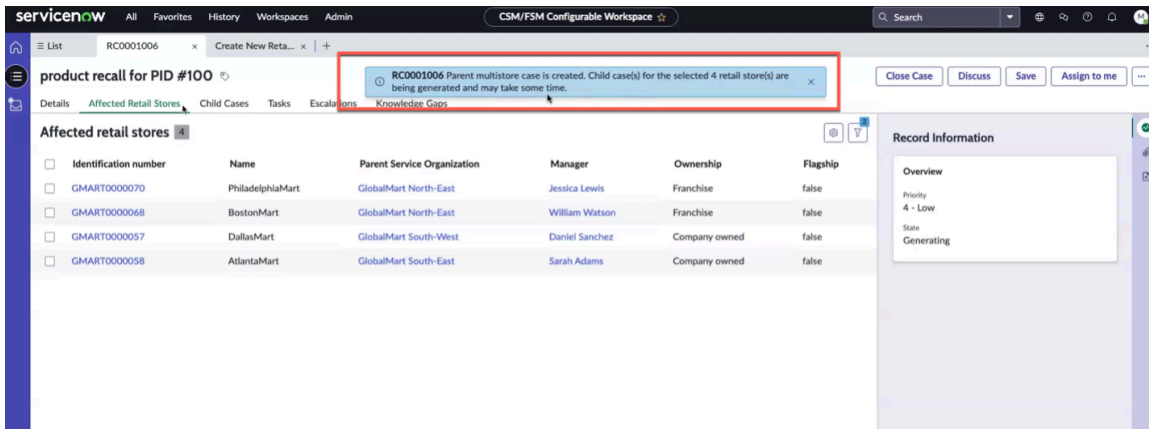 servicenow All Favorites History Workspaces Admin CSM/FSM Configurable Workspace Search M
List RC0001006 Create New Reta...
product recall for PID #100
RC0001006 Parent multistore case is created. Child case(s) for the selected 4 retail store(s) are
being generated and may take some time.
Close Case Discuss Save Assign to me
Details Affected Retail Stores Child Cases Tasks Escalations Knowledge Gaps
Affected retail stores 4
3
Record Information
Identification number Name Parent Service Organization Manager Ownership Flagship
GMART0000070 PhiladelphiaMart GlobalMart North-East Jessica Lewis Franchise false
GMART0000068 BostonMart GlobalMart North-East William Watson Franchise false
GMART0000057 DallasMart GlobalMart South-West Daniel Sanchez Company owned false
GMART0000058 AtlantaMart GlobalMart South-East Sarah Adams Company owned false
Overview
Priority
4 - Low
State
Generating